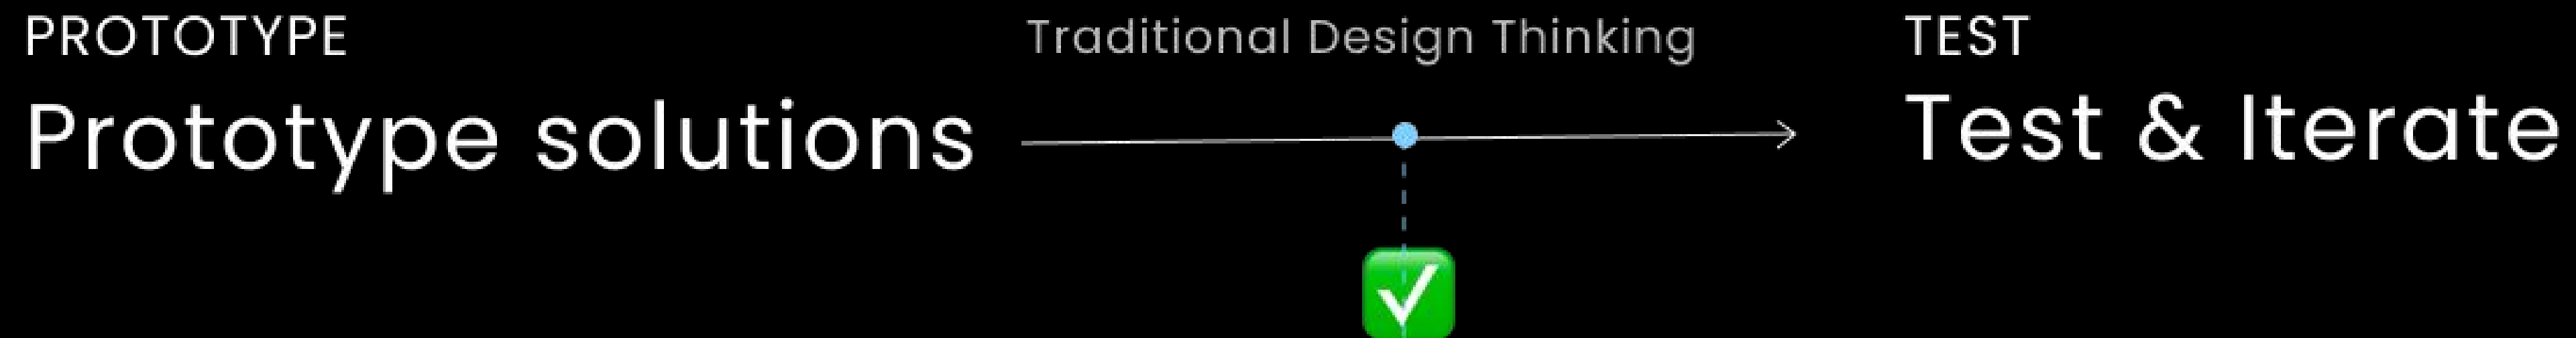 PROTOTYPE
Prototype solutions
Traditional Design Thinking
TEST
Test & Iterate